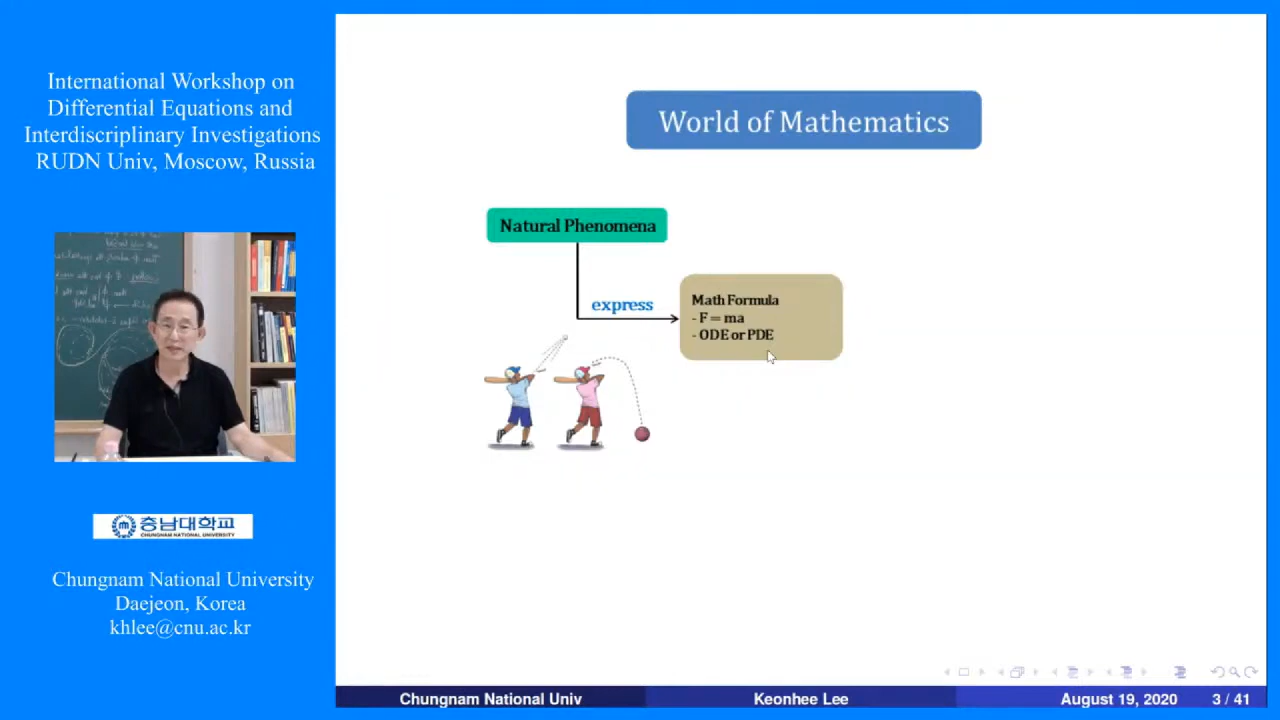 International Workshop on
Differential Equations and
Interdiscriplinary Investigations
RUDN Univ, Moscow, Russia
충남대학교
CHUNGNAM NATIONAL UNIVERSITY
Chungnam National University
Daejeon, Korea
khlee@cnu.ac.kr
World of Mathematics
Natural Phenomena
express
Math Formula
- F = ma
- ODE or PDE
Chungnam National Univ
Keonhee Lee
August 19, 2020
3 / 41